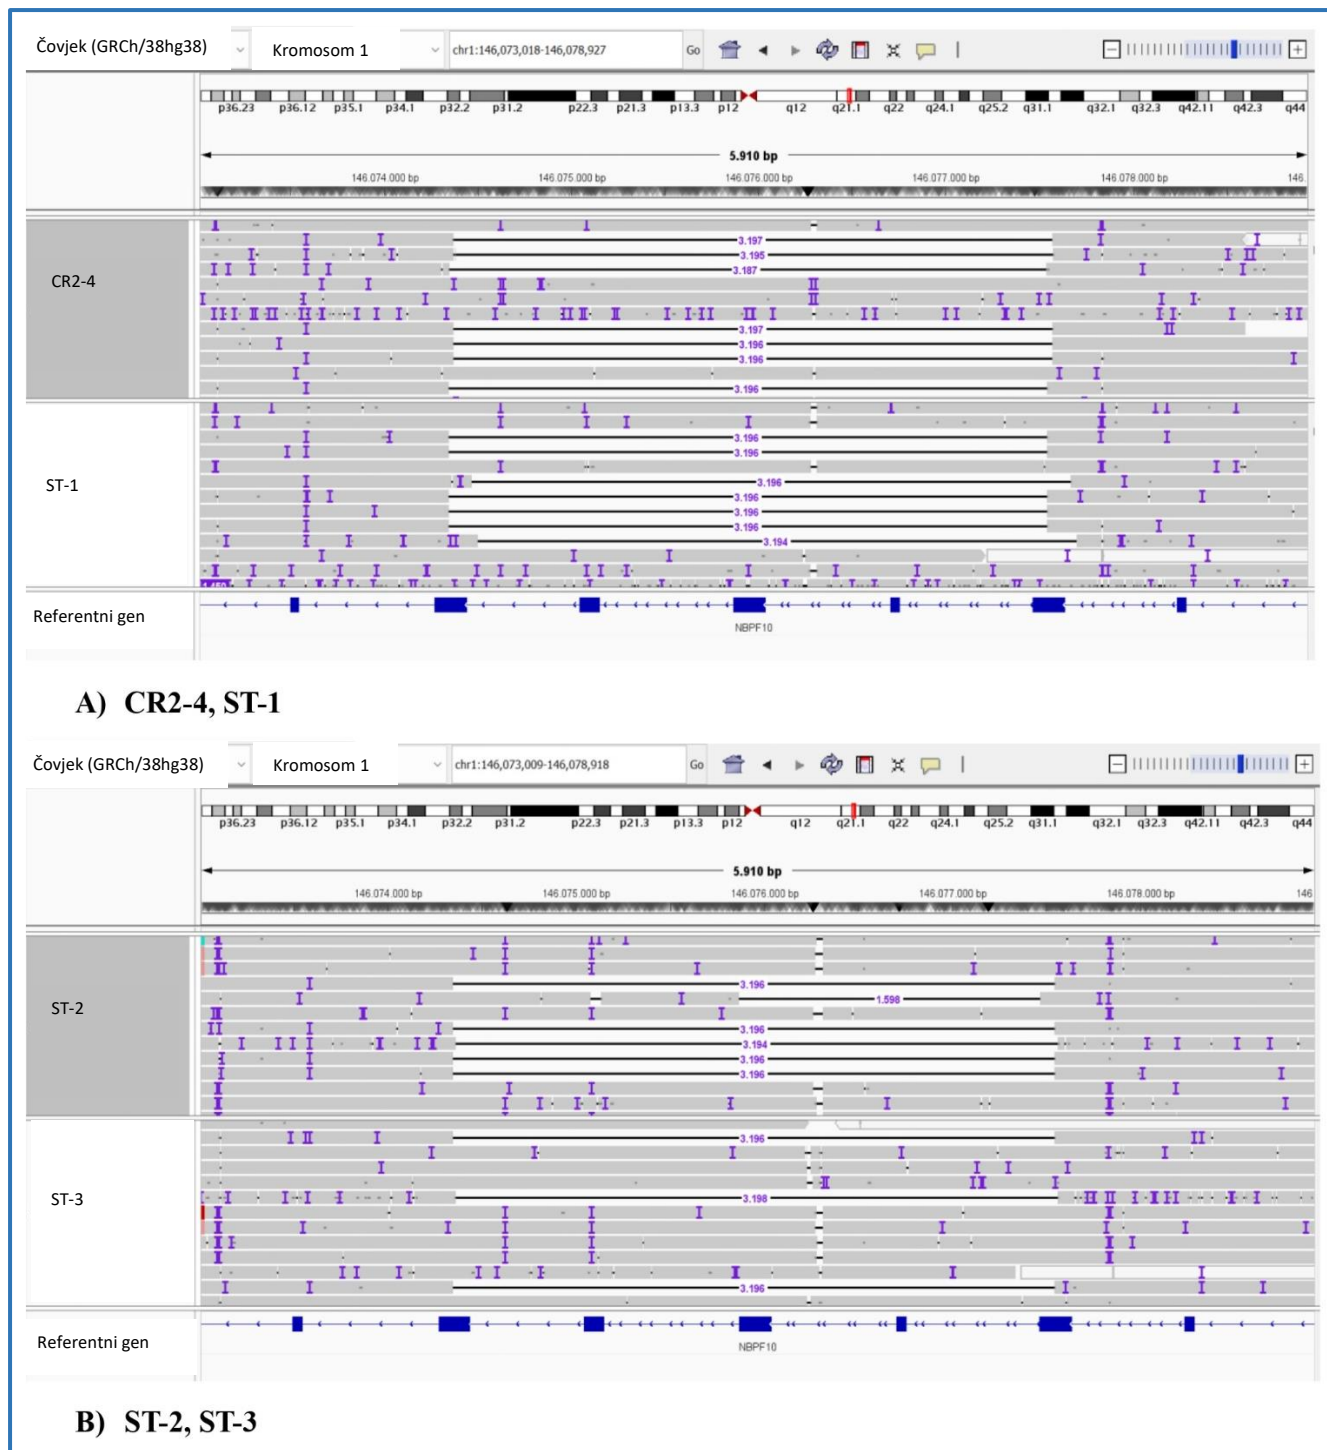 Čovjek (GRCh/38hg38) Kromosom 1 chr1:146,073,018-146,078,927 Go
p36.23 p36.12 p35.1 p34.1 p32.2 p31.2 p22.3 p21.3 p13.3 p12 q12 q21.1 q22 q24.1 q25.2 q31.1 q32.1 q32.3 q42.11 q42.3 q44
5.910 bp
146.074.000 bp 146.075.000 bp 146.076.000 bp 146.077.000 bp 146.078.000 bp 146.
CR2-4
3.197
3.195
3.187
3.197
3.196
3.196
3.196
ST-1
3.196
3.196
3.196
3.196
3.196
3.196
3.194
Referentni gen
NBPF10
A) CR2-4, ST-1
Čovjek (GRCh/38hg38) Kromosom 1 chr1:146,073,009-146,078,918 Go
p36.23 p36.12 p35.1 p34.1 p32.2 p31.2 p22.3 p21.3 p13.3 p12 q12 q21.1 q22 q24.1 q25.2 q31.1 q32.1 q32.3 q42.11 q42.3 q44
5.910 bp
146.074.000 bp 146.075.000 bp 146.076.000 bp 146.077.000 bp 146.078.000 bp 146
ST-2
3.196
1.598
3.196
3.194
3.196
3.196
ST-3
3.196
3.198
3.196
Referentni gen
NBPF10
B) ST-2, ST-3